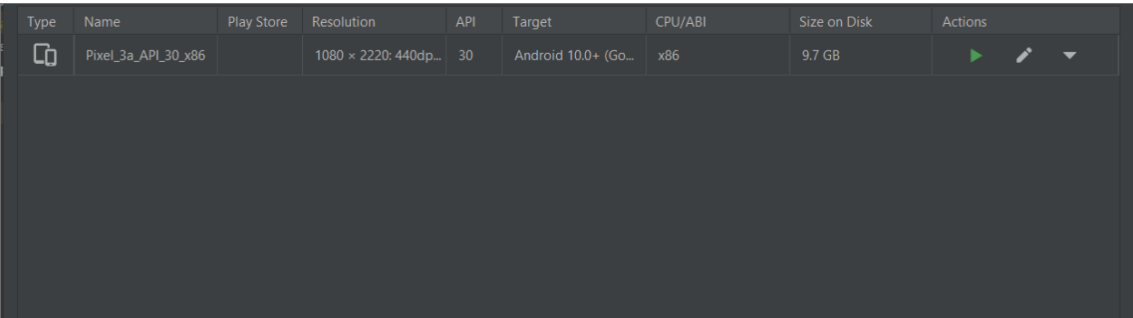 Type Name Play Store Resolution API Target CPU/ABI Size on Disk Actions
Pixel_3a_API_30_x86 1080 × 2220: 440dp... 30 Android 10.0+ (Go... x86 9.7 GB